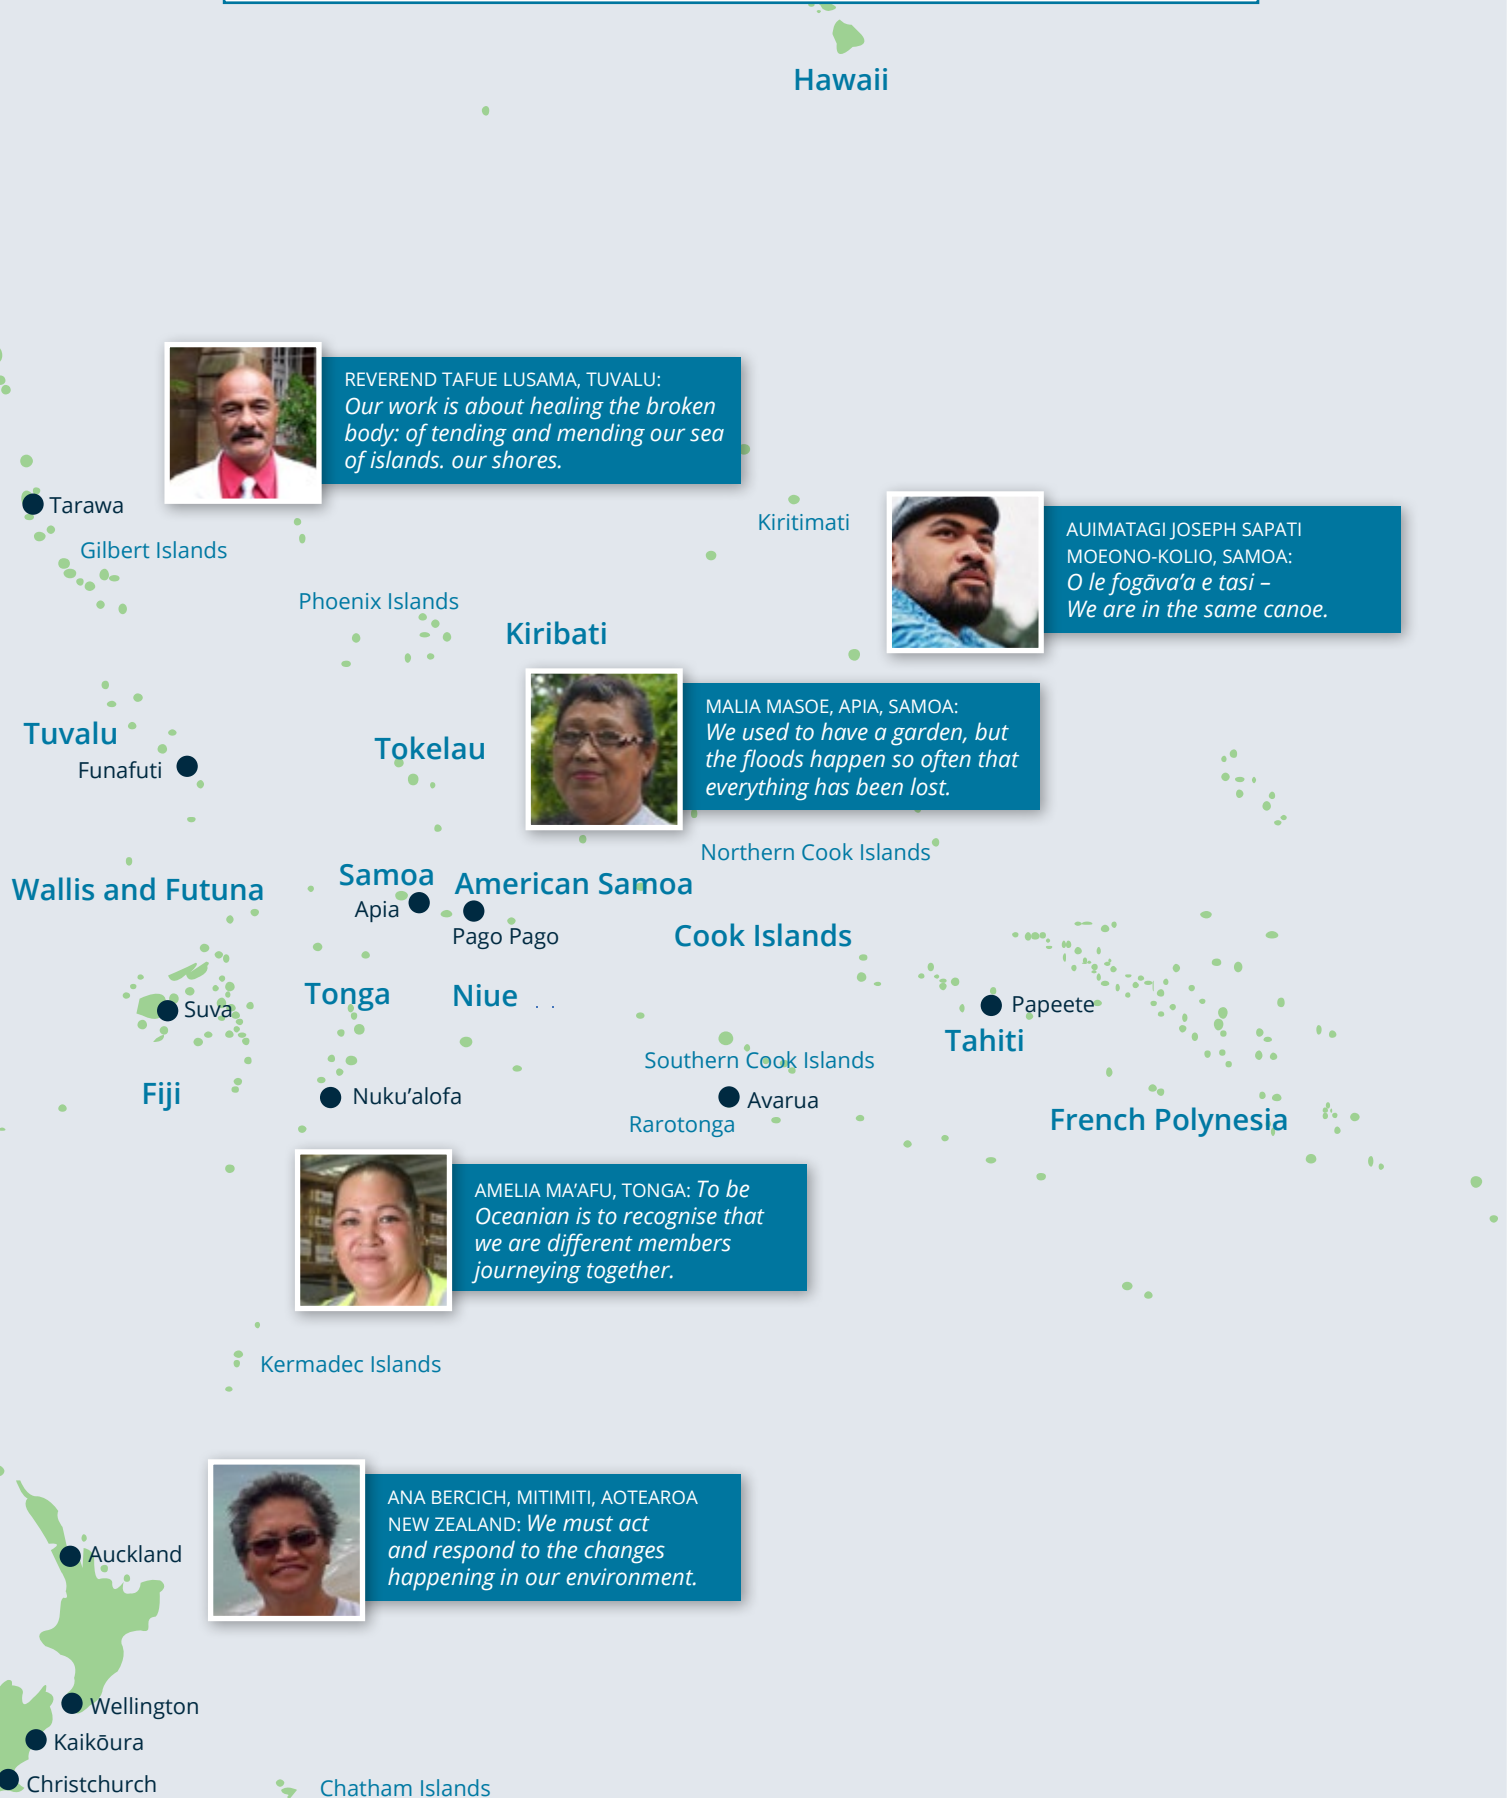 Hawaii
REVEREND TAFUE LUSAMA, TUVALU:
Our work is about healing the broken
body: of tending and mending our sea
of islands. our shores.
Tarawa
Gilbert Islands
Kiritimati
AUIMATAGI JOSEPH SAPATI
MOEONO-KOLIO, SAMOA:
O le fogāva’a e tasi –
We are in the same canoe.
Phoenix Islands
Kiribati
MALIA MASOE, APIA, SAMOA:
We used to have a garden, but
the floods happen so often that
everything has been lost.
Tuvalu
Funafuti
Tokelau
Northern Cook Islands
Wallis and Futuna
Samoa
Apia
American Samoa
Pago Pago
Cook Islands
Suva
Tonga
Niue
Papeete
Tahiti
Southern Cook Islands
Fiji
Nuku’alofa
Avarua
Rarotonga
French Polynesia
AMELIA MA’AFU, TONGA: To be
Oceanian is to recognise that
we are different members
journeying together.
Kermadec Islands
ANA BERCICH, MITIMITI, AOTEAROA
NEW ZEALAND: We must act
and respond to the changes
happening in our environment.
Auckland
Wellington
Kaikōura
Christchurch
Chatham Islands